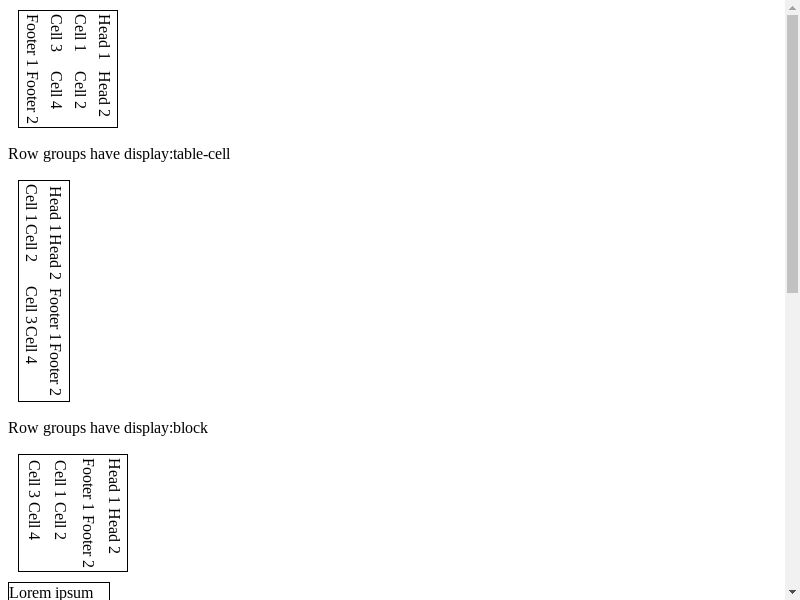 Head 1 Head 2
Cell 1 Cell 2
Cell 3 Cell 4
Footer 1 Footer 2
Row groups have display:table-cell
Head 1 Head 2 Footer 1 Footer 2
Cell 1 Cell 2 Cell 3 Cell 4
Row groups have display:block
Head 1 Head 2
Footer 1 Footer 2
Cell 1 Cell 2
Cell 3 Cell 4
Lorem ipsum